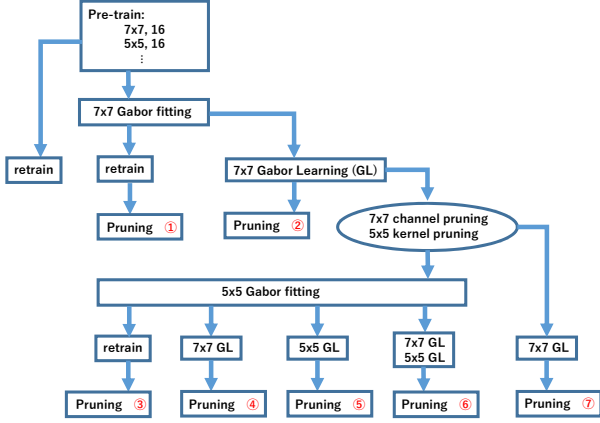 Pre-train:
7x7, 16
5x5, 16
⋮
7x7 Gabor fitting
retrain
retrain
7x7 Gabor Learning (GL)
Pruning ①
Pruning ②
7x7 channel pruning
5x5 kernel pruning
5x5 Gabor fitting
retrain
7x7 GL
5x5 GL
7x7 GL
5x5 GL
7x7 GL
Pruning ③
Pruning ④
Pruning ⑤
Pruning ⑥
Pruning ⑦